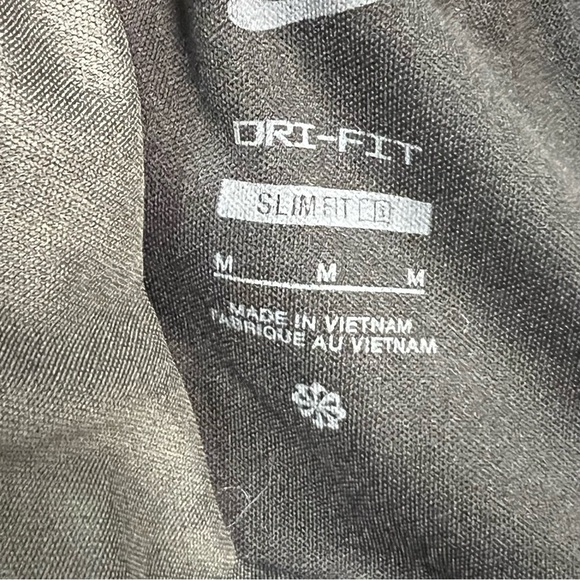 DRI-FIT
SLIM FIT
M M M
MADE IN VIETNAM
FABRIQUE AU VIETNAM